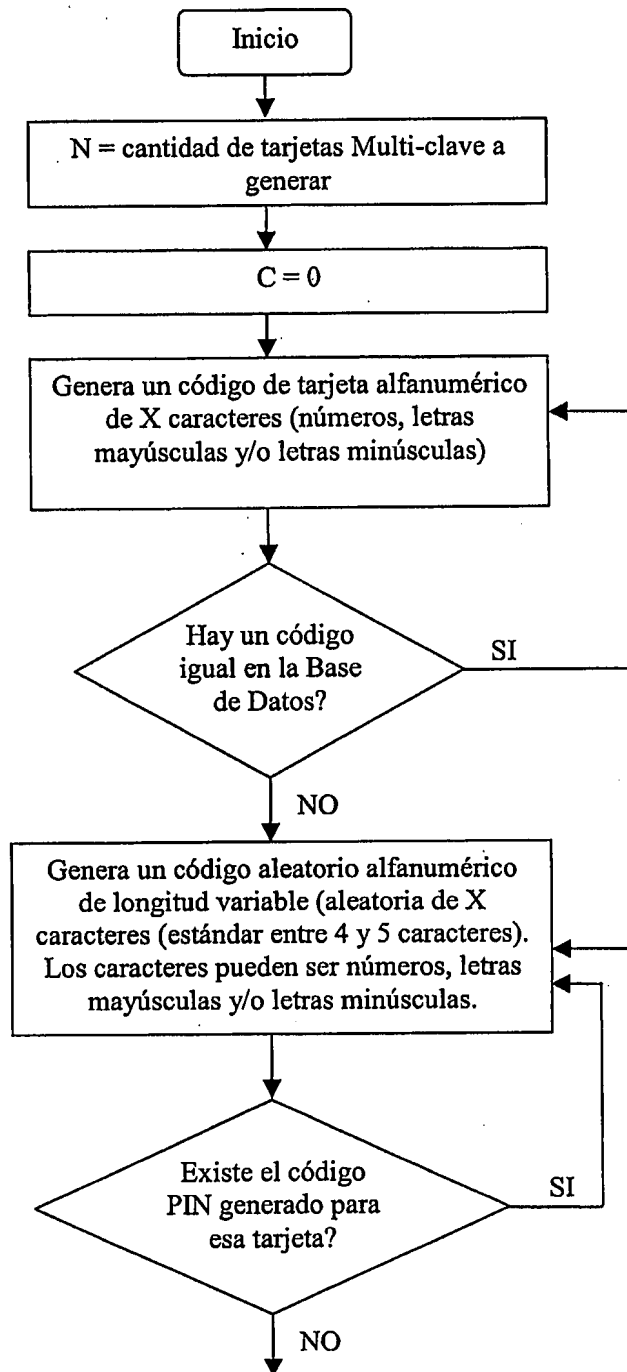 Inicio
N = cantidad de tarjetas Multi-clave a
generar
C = 0
Genera un código de tarjeta alfanumérico
de X caracteres (números, letras
mayúsculas y/o letras minúsculas)
Hay un código
igual en la Base
de Datos?
SI
NO
Genera un código aleatorio alfanumérico
de longitud variable (aleatoria de X
caracteres (estándar entre 4 y 5 caracteres).
Los caracteres pueden ser números, letras
mayúsculas y/o letras minúsculas.
Existe el código
PIN generado para
esa tarjeta?
SI
NO